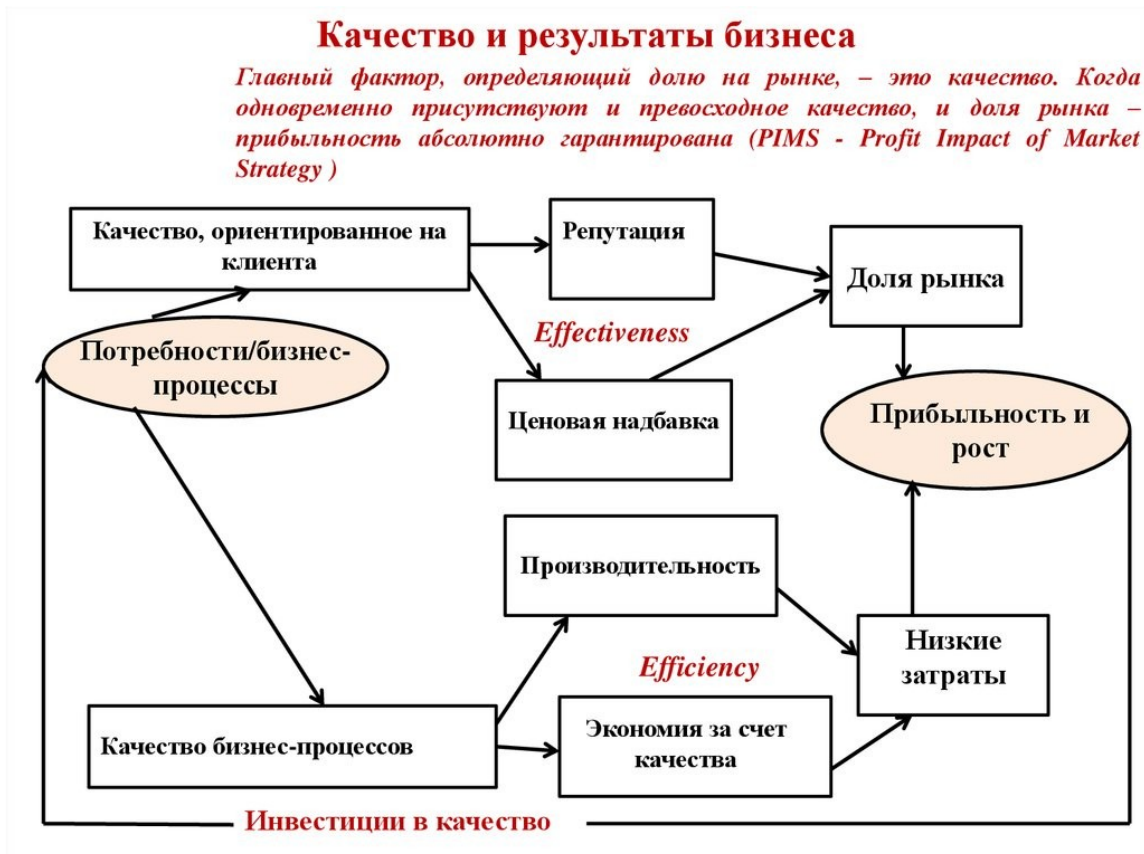 Качество и результаты бизнеса
Главный фактор, определяющий долю на рынке, – это качество. Когда
одновременно присутствуют и превосходное качество, и доля рынка –
прибыльность абсолютно гарантирована (PIMS - Profit Impact of Market
Strategy )
Качество, ориентированное на
клиента
Репутация
Доля рынка
Effectiveness
Потребности/бизнес-
процессы
Ценовая надбавка
Прибыльность и
рост
Производительность
Низкие
затраты
Efficiency
Качество бизнес-процессов
Экономия за счет
качества
Инвестиции в качество